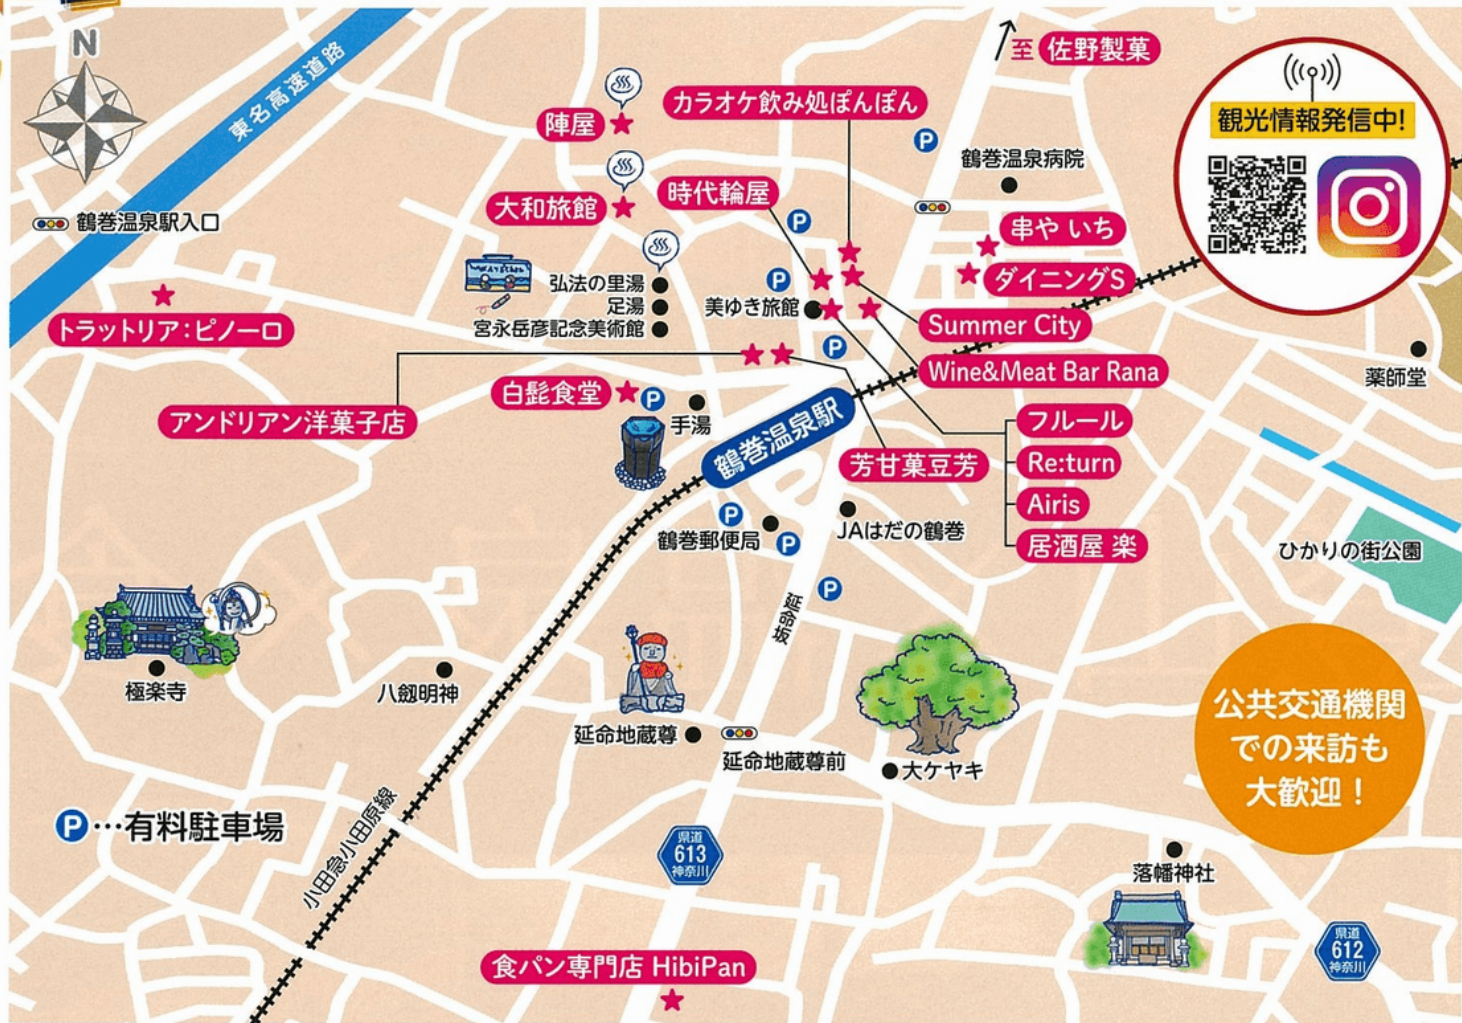 N
東名高速道路
至 佐野製菓
観光情報発信中!
カラオケ飲み処ぽんぽん
陣屋
鶴巻温泉病院
時代輪屋
大和旅館
鶴巻温泉駅入口
串や いち
ダイニングS
弘法の里湯
足湯
宮永岳彦記念美術館
美ゆき旅館
トラットリア:ピノーロ
Summer City
Wine&Meat Bar Rana
薬師堂
白髭食堂
手湯
アンドリアン洋菓子店
鶴巻温泉駅
芳甘菓豆芳
フルール
Re:turn
Airis
居酒屋 楽
P
鶴巻郵便局
JAはだの鶴巻
ひかりの街公園
延命坂
極楽寺
八劔明神
延命地蔵尊
延命地蔵尊前
大ケヤキ
公共交通機関
での来訪も
大歓迎!
P…有料駐車場
小田急小田原線
県道
613
神奈川
落幡神社
県道
612
神奈川
食パン専門店 HibiPan